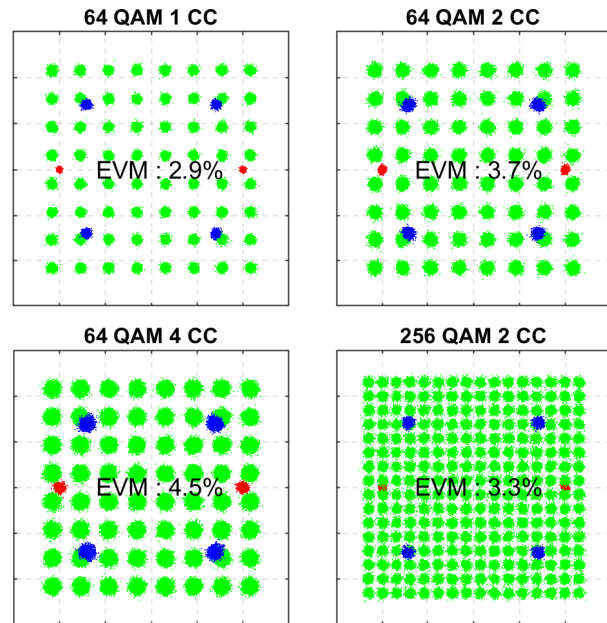 64 QAM 1 CC
EVM : 2.9%
64 QAM 2 CC
EVM : 3.7%
64 QAM 4 CC
EVM : 4.5%
256 QAM 2 CC
EVM : 3.3%